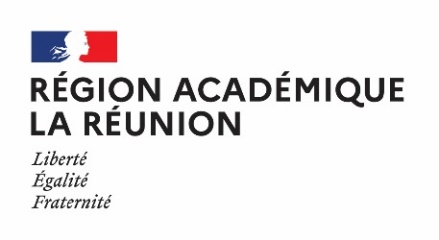 RÉGION ACADÉMIQUE
LA RÉUNION
Liberté
Égalité
Fraternité